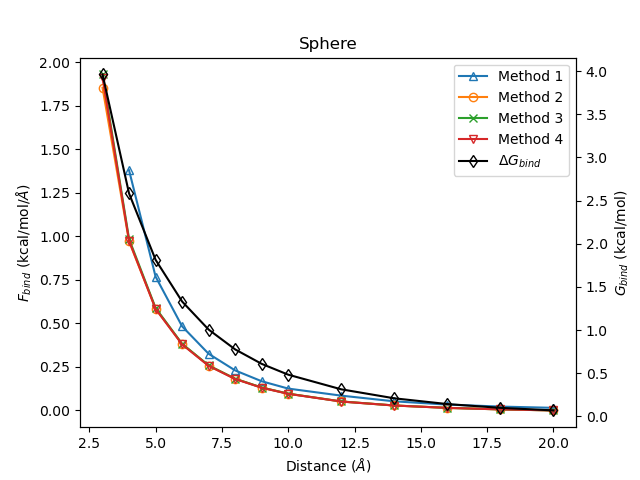 Sphere
2.00
1.75
1.50
1.25
1.00
0.75
0.50
0.25
0.00
F_bind (kcal/mol/Å)
4.0
3.5
3.0
2.5
2.0
1.5
1.0
0.5
0.0
G_bind (kcal/mol)
Method 1
Method 2
Method 3
Method 4
ΔG_bind
2.5 5.0 7.5 10.0 12.5 15.0 17.5 20.0
Distance (Å)